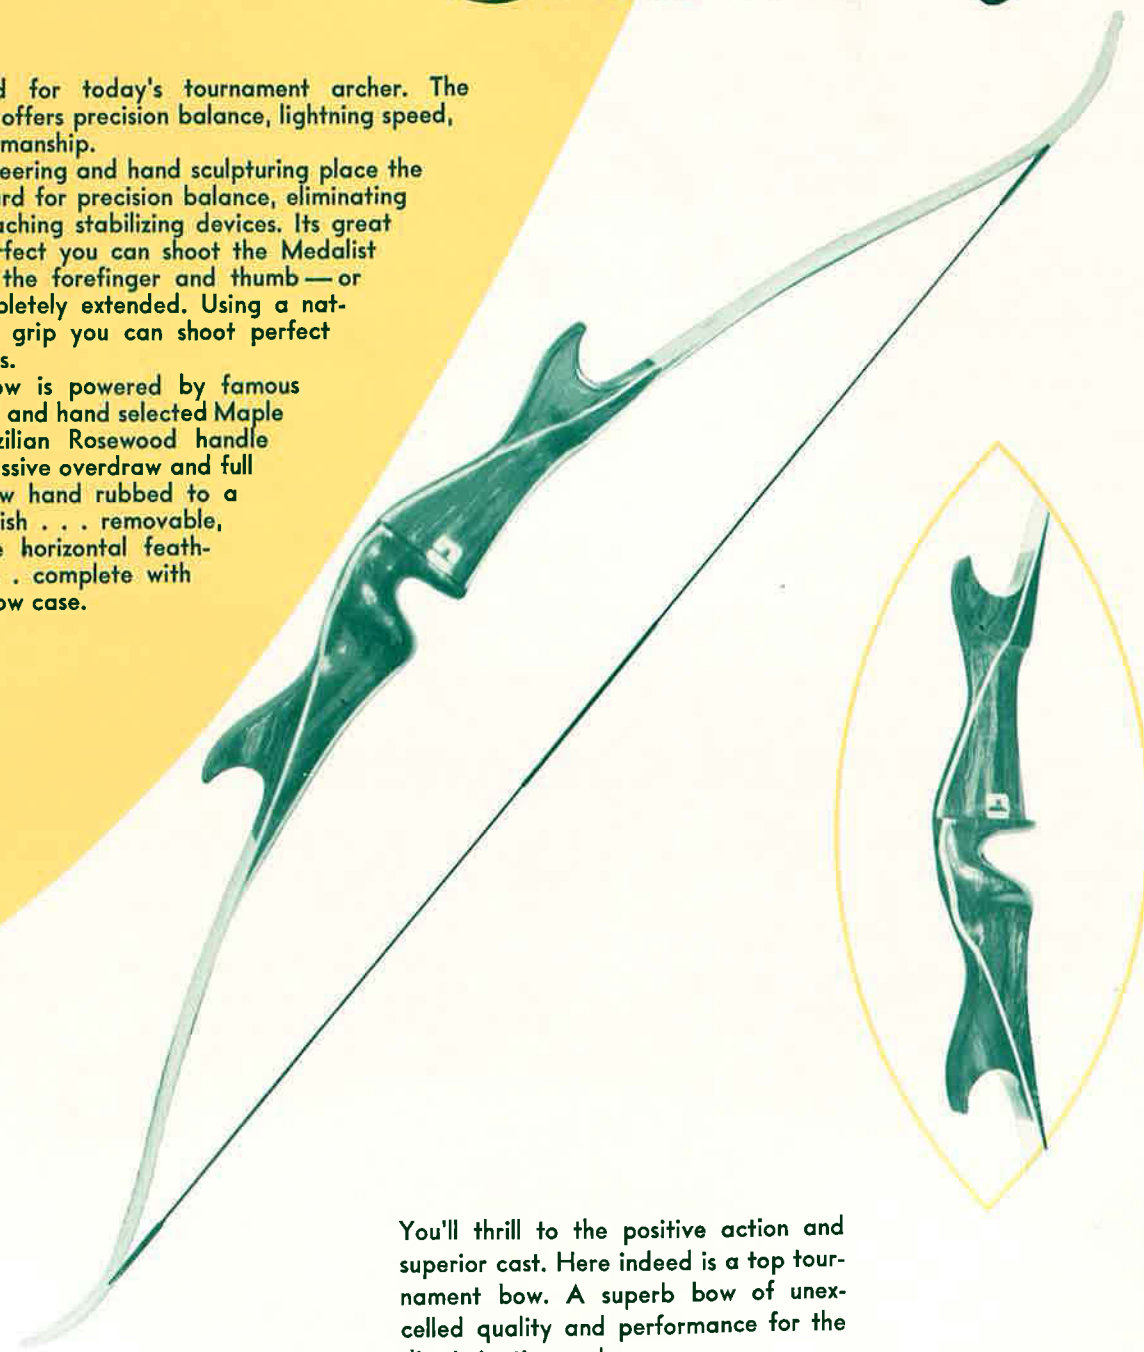 for today's tournament archer. The
offers precision balance, lightning speed,
manship.
eering and hand sculpturing place the
rd for precision balance, eliminating
aching stabilizing devices. Its great
fect you can shoot the Medalist
the forefinger and thumb — or
pletely extended. Using a nat-
grip you can shoot perfect
s.
ow is powered by famous
and hand selected Maple
zilian Rosewood handle
ssive overdraw and full
w hand rubbed to a
ish . . . removable,
e horizontal feath-
. complete with
ow case.
You'll thrill to the positive action and
superior cast. Here indeed is a top tour-
nament bow. A superb bow of unex-
celled quality and performance for the